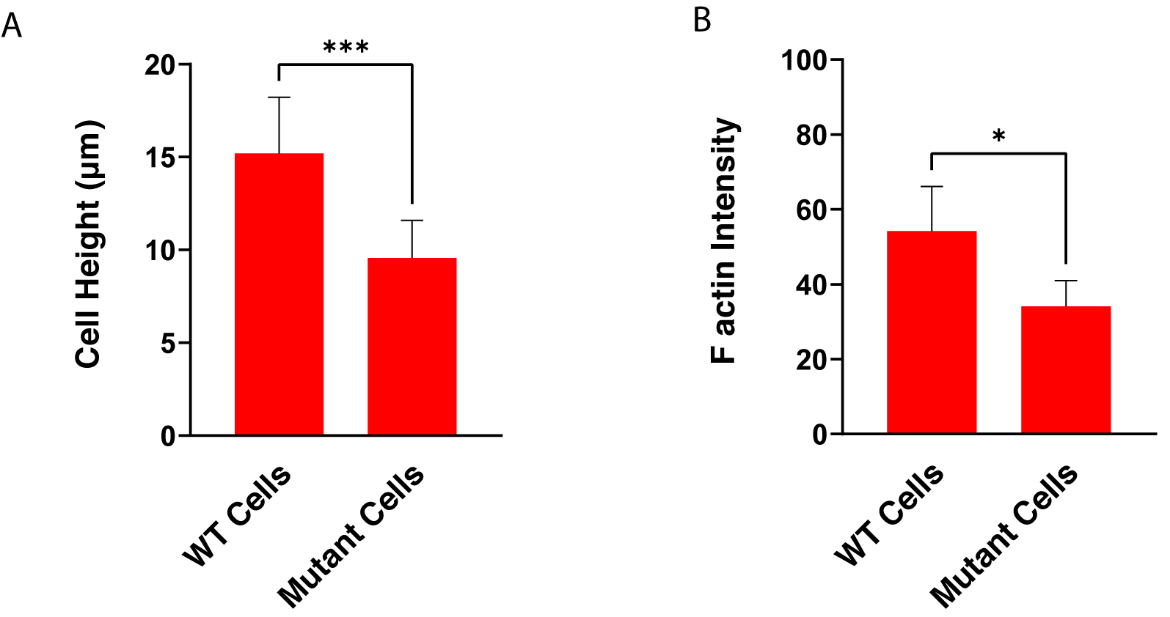 A
Cell Height (µm)
20
15
10
5
0
***
WT Cells
Mutant Cells
B
F actin Intensity
100
80
60
40
20
0
*
WT Cells
Mutant Cells